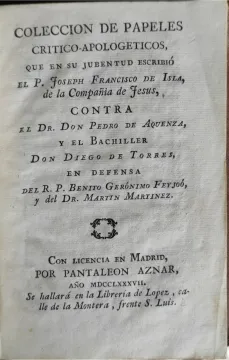 COLECCION DE PAPELES
CRITICO-APOLOGETICOS,
QUE EN SU JUBENTUD ESCRIBIÓ
EL P. JOSEPH FRANCISCO DE ISLA,
de la Compañia de Jesus,
CONTRA
EL DR. DON PEDRO DE AQUENZA,
Y EL BACHILLER
DON DIEGO DE TORRES,
EN DEFENSA
DEL R. P. BENITO GERÓNIMO FEYJOÓ,
y del DR. MARTIN MARTINEZ.
CON LICENCIA EN MADRID,
POR PANTALEON AZNAR,
AÑO MDCCLXXXVII.
Se hallará en la Libreria de Lopez, ca-
lle de la Montera, frente S. Luis.